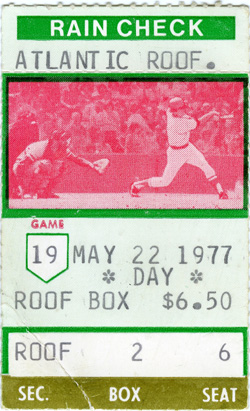 RAIN CHECK
ATLANTIC ROOF.
GAME
19 MAY 22 1977
* DAY *
ROOF BOX $6.50
ROOF 2 6
SEC. BOX SEAT